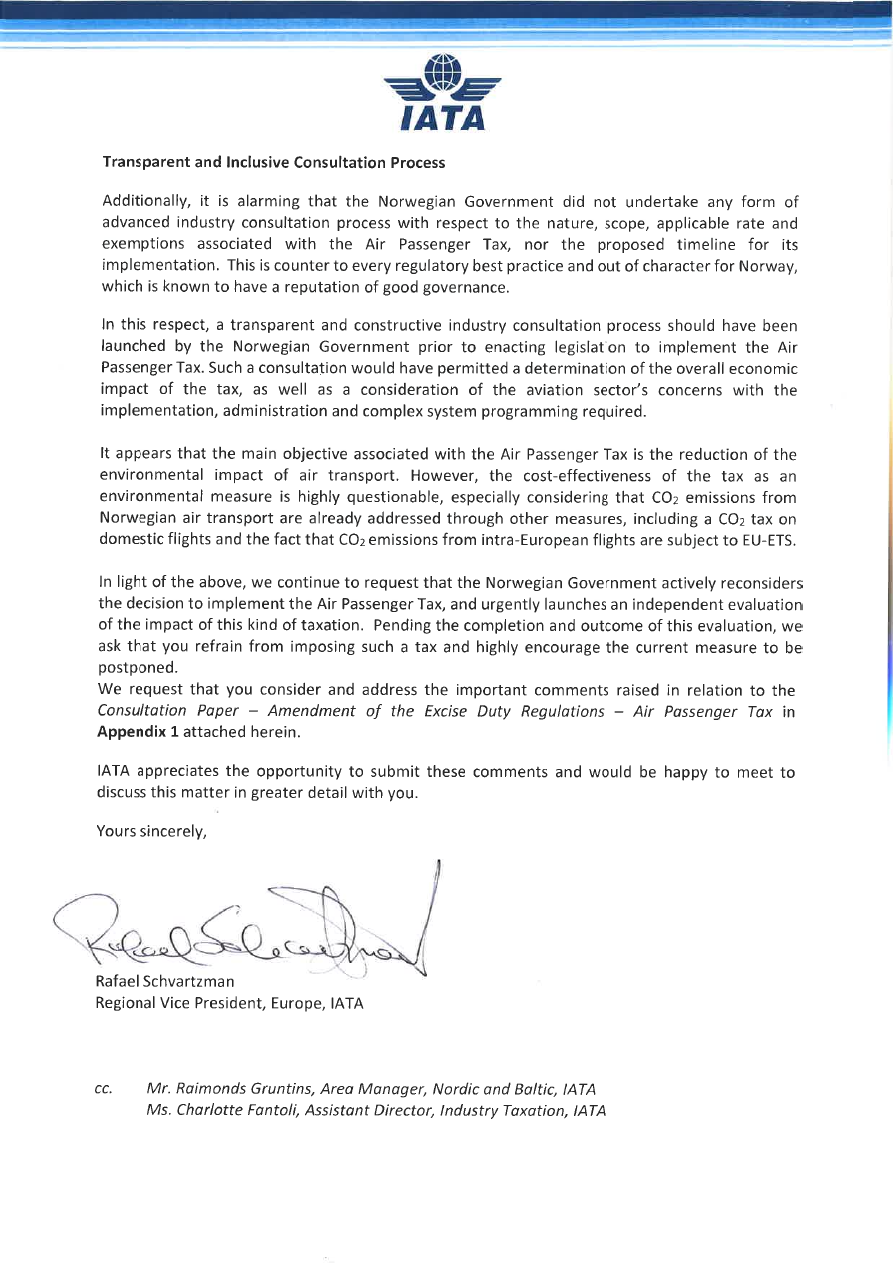 IATA
Transparent and Inclusive Consultation Process
Additionally, it is alarming that the Norwegian Government did not undertake any form of
advanced industry consultation process with respect to the nature, scope, applicable rate and
exemptions associated with the Air Passenger Tax, nor the proposed timeline for its
implementation. This is counter to every regulatory best practice and out of character for Norway,
which is known to have a reputation of good governance.
In this respect, a transparent and constructive industry consultation process should have been
launched by the Norwegian Government prior to enacting legislation to implement the Air
Passenger Tax. Such a consultation would have permitted a determination of the overall economic
impact of the tax, as well as a consideration of the aviation sector's concerns with the
implementation, administration and complex system programming required.
It appears that the main objective associated with the Air Passenger Tax is the reduction of the
environmental impact of air transport. However, the cost-effectiveness of the tax as an
environmental measure is highly questionable, especially considering that CO₂ emissions from
Norwegian air transport are already addressed through other measures, including a CO₂ tax on
domestic flights and the fact that CO₂ emissions from intra-European flights are subject to EU-ETS.
In light of the above, we continue to request that the Norwegian Government actively reconsiders
the decision to implement the Air Passenger Tax, and urgently launches an independent evaluation
of the impact of this kind of taxation. Pending the completion and outcome of this evaluation, we
ask that you refrain from imposing such a tax and highly encourage the current measure to be
postponed.
We request that you consider and address the important comments raised in relation to the
Consultation Paper – Amendment of the Excise Duty Regulations – Air Passenger Tax in
Appendix 1 attached herein.
IATA appreciates the opportunity to submit these comments and would be happy to meet to
discuss this matter in greater detail with you.
Yours sincerely,
Rafael Schvartzman
Regional Vice President, Europe, IATA
cc. Mr. Raimonds Gruntins, Area Manager, Nordic and Baltic, IATA
Ms. Charlotte Fantoli, Assistant Director, Industry Taxation, IATA